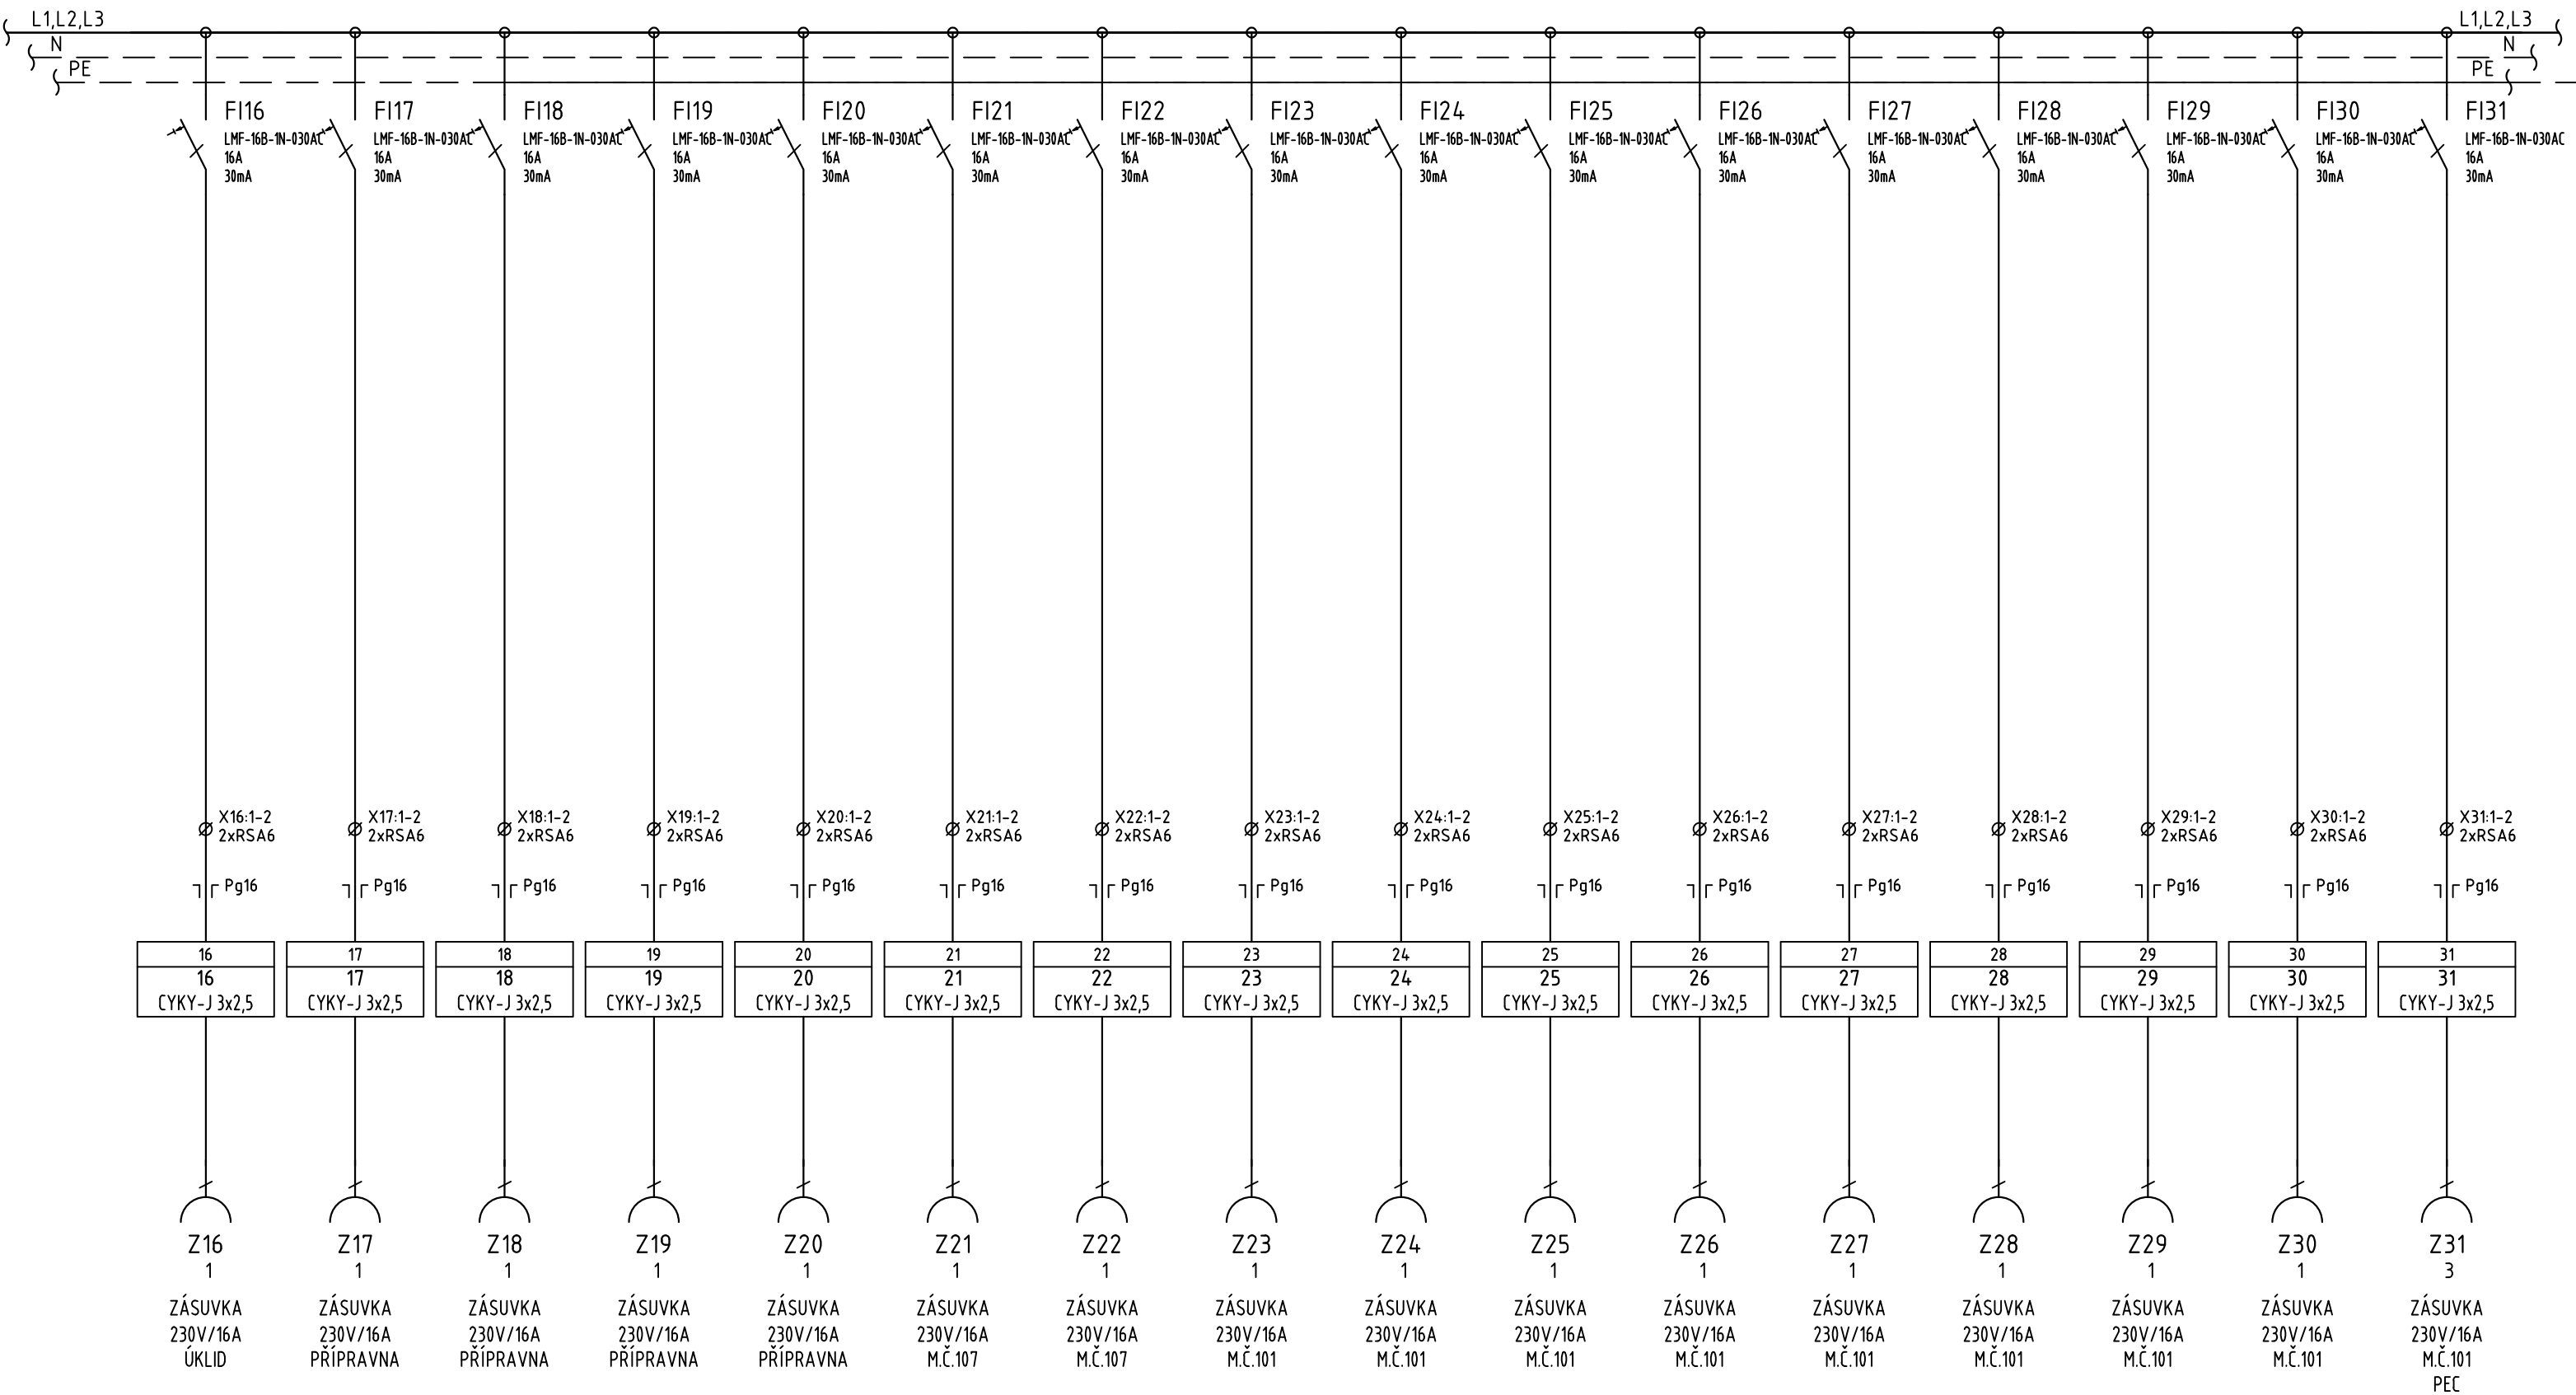 L1,L2,L3 L1,L2,L3
N N
PE PE
FI16 FI17 FI18 FI19 FI20 FI21 FI22 FI23 FI24 FI25 FI26 FI27 FI28 FI29 FI30 FI31
LMF-16B-1N-030AC LMF-16B-1N-030AC LMF-16B-1N-030AC LMF-16B-1N-030AC LMF-16B-1N-030AC LMF-16B-1N-030AC LMF-16B-1N-030AC LMF-16B-1N-030AC LMF-16B-1N-030AC LMF-16B-1N-030AC LMF-16B-1N-030AC LMF-16B-1N-030AC LMF-16B-1N-030AC LMF-16B-1N-030AC LMF-16B-1N-030AC LMF-16B-1N-030AC
16A 16A 16A 16A 16A 16A 16A 16A 16A 16A 16A 16A 16A 16A 16A 16A
30mA 30mA 30mA 30mA 30mA 30mA 30mA 30mA 30mA 30mA 30mA 30mA 30mA 30mA 30mA 30mA
X16:1-2 X17:1-2 X18:1-2 X19:1-2 X20:1-2 X21:1-2 X22:1-2 X23:1-2 X24:1-2 X25:1-2 X26:1-2 X27:1-2 X28:1-2 X29:1-2 X30:1-2 X31:1-2
2xRSA6 2xRSA6 2xRSA6 2xRSA6 2xRSA6 2xRSA6 2xRSA6 2xRSA6 2xRSA6 2xRSA6 2xRSA6 2xRSA6 2xRSA6 2xRSA6 2xRSA6 2xRSA6
Pg16 Pg16 Pg16 Pg16 Pg16 Pg16 Pg16 Pg16 Pg16 Pg16 Pg16 Pg16 Pg16 Pg16 Pg16 Pg16
16 17 18 19 20 21 22 23 24 25 26 27 28 29 30 31
16 17 18 19 20 21 22 23 24 25 26 27 28 29 30 31
CYKY-J 3x2,5 CYKY-J 3x2,5 CYKY-J 3x2,5 CYKY-J 3x2,5 CYKY-J 3x2,5 CYKY-J 3x2,5 CYKY-J 3x2,5 CYKY-J 3x2,5 CYKY-J 3x2,5 CYKY-J 3x2,5 CYKY-J 3x2,5 CYKY-J 3x2,5 CYKY-J 3x2,5 CYKY-J 3x2,5 CYKY-J 3x2,5 CYKY-J 3x2,5
Z16 Z17 Z18 Z19 Z20 Z21 Z22 Z23 Z24 Z25 Z26 Z27 Z28 Z29 Z30 Z31
1 1 1 1 1 1 1 1 1 1 1 1 1 1 1 3
ZÁSUVKA ZÁSUVKA ZÁSUVKA ZÁSUVKA ZÁSUVKA ZÁSUVKA ZÁSUVKA ZÁSUVKA ZÁSUVKA ZÁSUVKA ZÁSUVKA ZÁSUVKA ZÁSUVKA ZÁSUVKA ZÁSUVKA ZÁSUVKA
230V/16A 230V/16A 230V/16A 230V/16A 230V/16A 230V/16A 230V/16A 230V/16A 230V/16A 230V/16A 230V/16A 230V/16A 230V/16A 230V/16A 230V/16A 230V/16A
ÚKLID PŘÍPRAVNA PŘÍPRAVNA PŘÍPRAVNA PŘÍPRAVNA M.Č.107 M.Č.107 M.Č.101 M.Č.101 M.Č.101 M.Č.101 M.Č.101 M.Č.101 M.Č.101 M.Č.101 M.Č.101
PEC